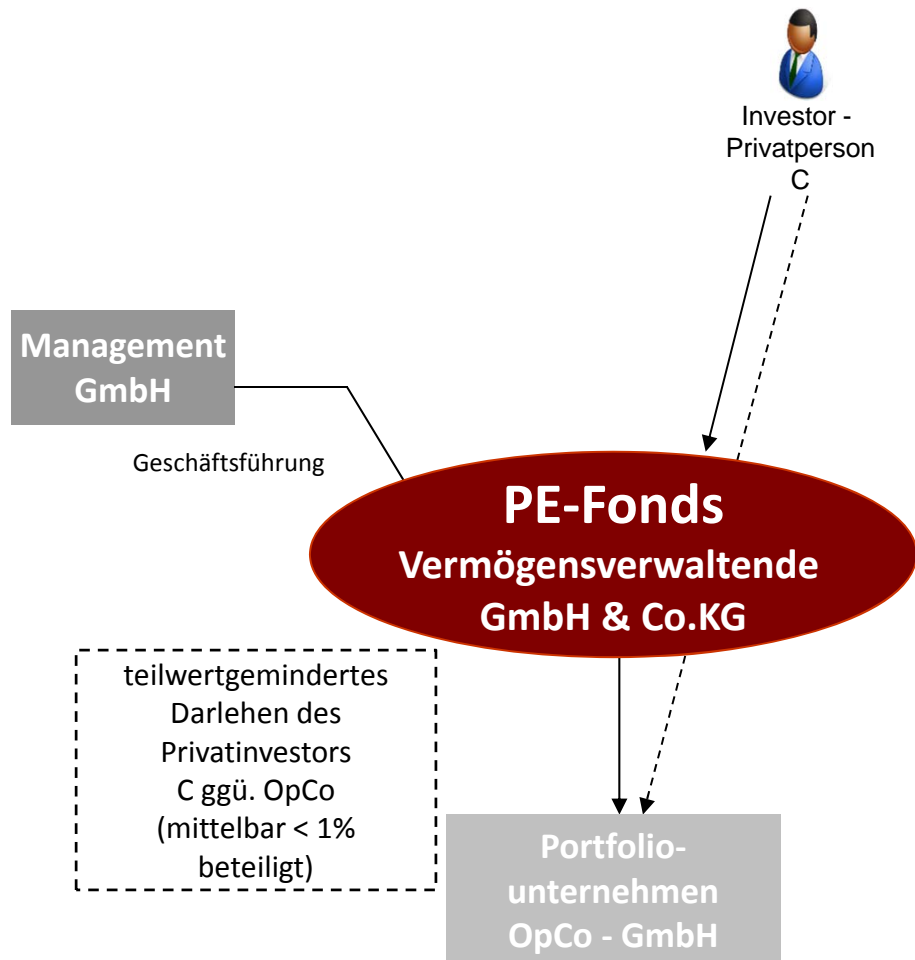 Investor -
Privatperson
C
Management
GmbH
Geschäftsführung
PE-Fonds
Vermögensverwaltende
GmbH & Co.KG
teilwertgemindertes
Darlehen des
Privatinvestors
C ggü. OpCo
(mittelbar < 1%
beteiligt)
Portfolio-
unternehmen
OpCo - GmbH